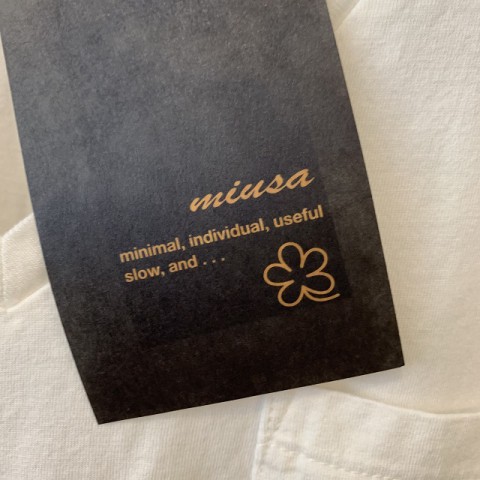 miusa
minimal, individual, useful
slow, and . . .